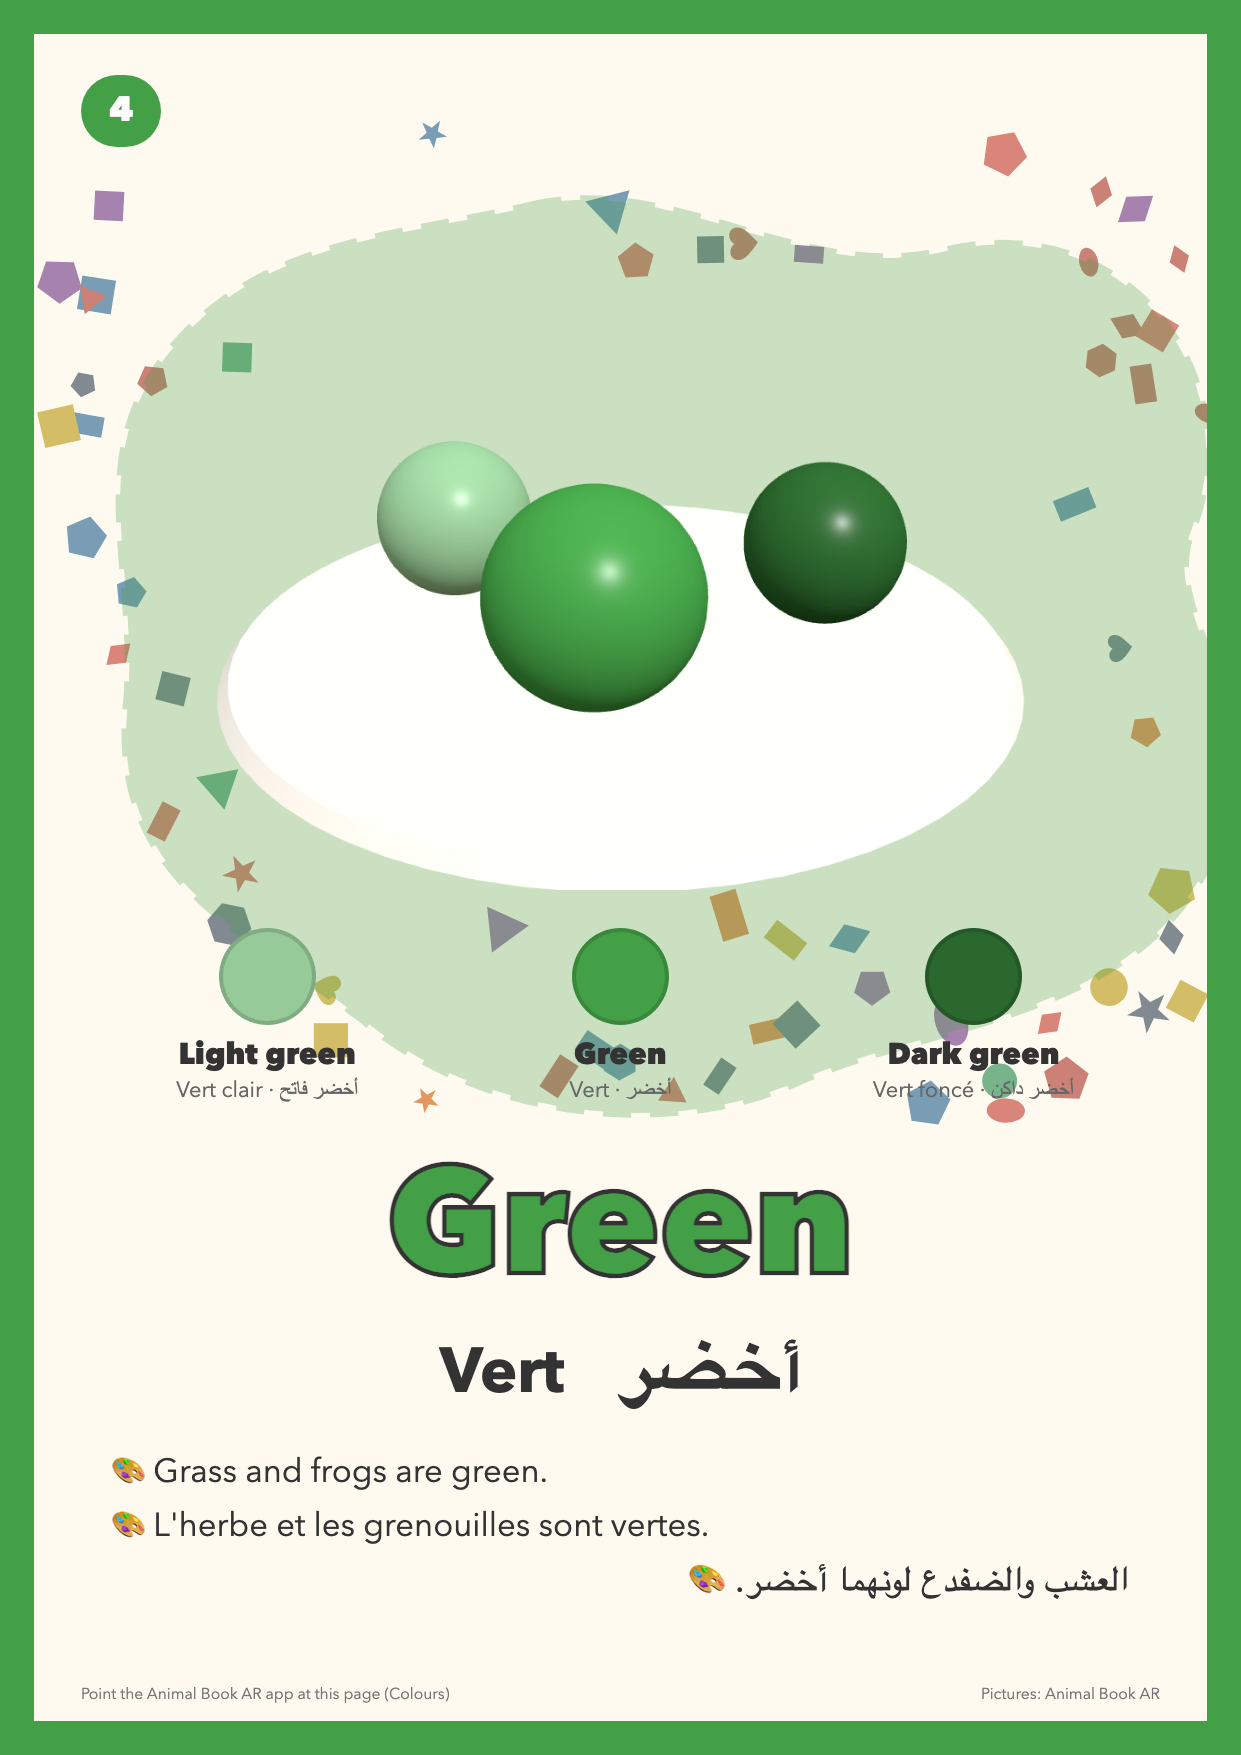 4
Light green
Vert clair · أخضر فاتح
Green
Vert · أخضر
Dark green
Vert foncé · أخضر داكن
Green
Vert أخضر
🎨 Grass and frogs are green.
🎨 L'herbe et les grenouilles sont vertes.
🎨 العشب والضفدع لونهما أخضر.
Point the Animal Book AR app at this page (Colours)
Pictures: Animal Book AR